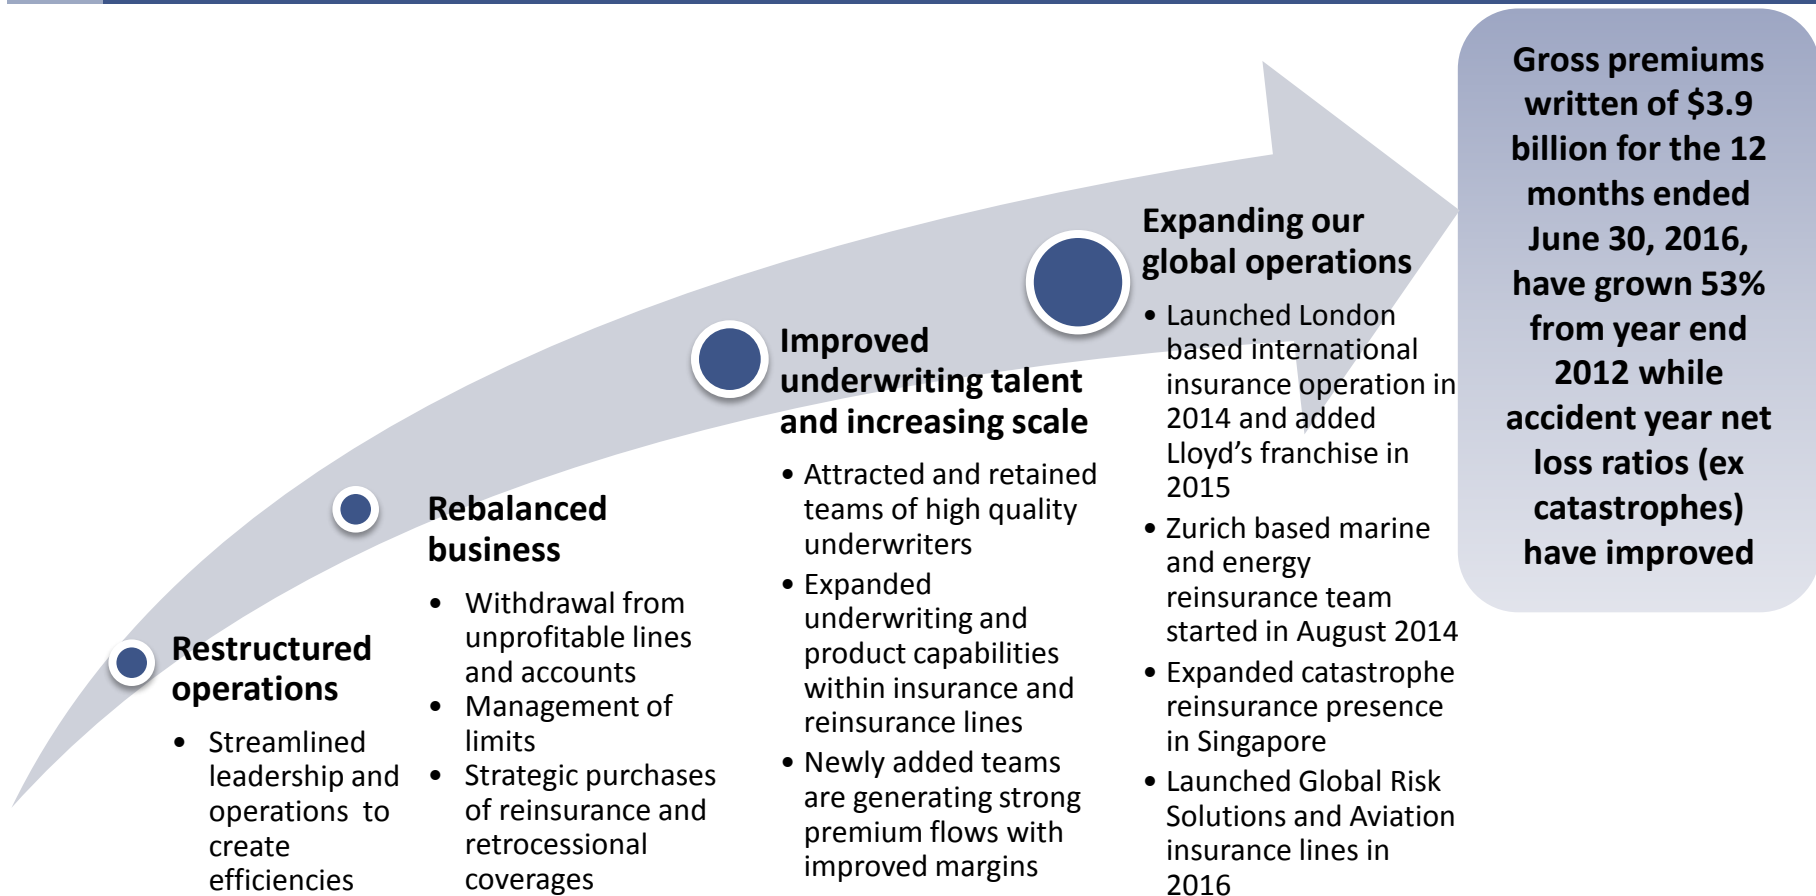 Restructured
operations
• Streamlined
leadership and
operations to
create
efficiencies
Rebalanced
business
• Withdrawal from
unprofitable lines
and accounts
• Management of
limits
• Strategic purchases
of reinsurance and
retrocessional
coverages
Improved
underwriting talent
and increasing scale
• Attracted and retained
teams of high quality
underwriters
• Expanded
underwriting and
product capabilities
within insurance and
reinsurance lines
• Newly added teams
are generating strong
premium flows with
improved margins
Expanding our
global operations
• Launched London
based international
insurance operation in
2014 and added
Lloyd’s franchise in
2015
• Zurich based marine
and energy
reinsurance team
started in August 2014
• Expanded catastrophe
reinsurance presence
in Singapore
• Launched Global Risk
Solutions and Aviation
insurance lines in
2016
Gross premiums
written of $3.9
billion for the 12
months ended
June 30, 2016,
have grown 53%
from year end
2012 while
accident year net
loss ratios (ex
catastrophes)
have improved